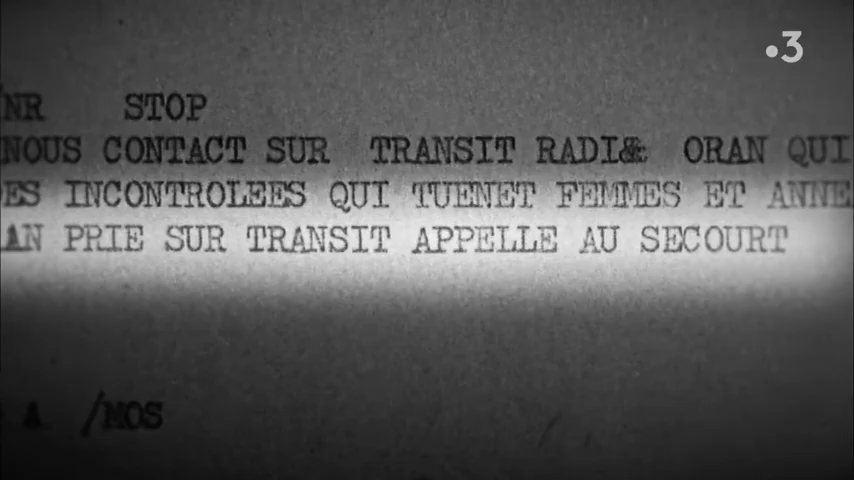 3
NR STOP
NOUS CONTACT SUR TRANSIT RADI& ORAN QUI
ES INCONTROLEES QUI TUENET FEMMES ET ANNE
AN PRIE SUR TRANSIT APPELLE AU SECOURT
A /MOS